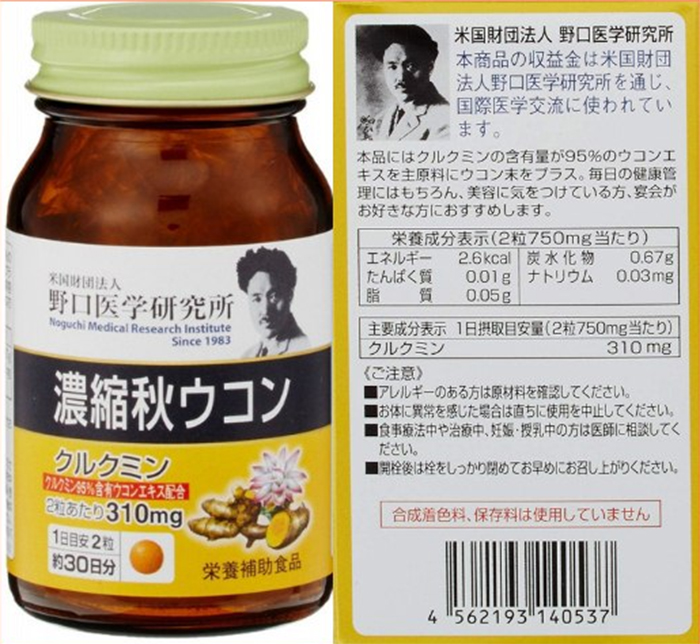 米国財団法人
野口医学研究所
Noguchi Medical Research Institute
Since 1983
濃縮秋ウコン
クルクミン
クルクミン95%含有ウコンエキス配合
2粒あたり310mg
1日目安2粒
約30日分
栄養補助食品
米国財団法人 野口医学研究所
本商品の収益金は米国財団
法人野口医学研究所を通じ、
国際医学交流に使われてい
ます。
本品にはクルクミンの含有量が95%のウコンエ
キスを主原料にウコン末をプラス。毎日の健康管
理にはもちろん、美容に気をつけている方、宴会が
お好きな方におすすめします。
栄養成分表示(2粒750mg当たり)
エネルギー 2.6kcal 炭水化物 0.67g
たんぱく質 0.01g ナトリウム 0.03mg
脂質 0.05g
主要成分表示 1日摂取目安量(2粒750mg当たり)
クルクミン 310mg
《ご注意》
■アレルギーのある方は原材料を確認してください。
■お体に異常を感じた場合は直ちに使用を中止してください。
■食事療法中や治療中、妊娠・授乳中の方は医師に相談してく
ださい。
■開栓後は栓をしっかり閉めてお早めにお召し上がりください。
合成着色料、保存料は使用していません
4 562193 140537